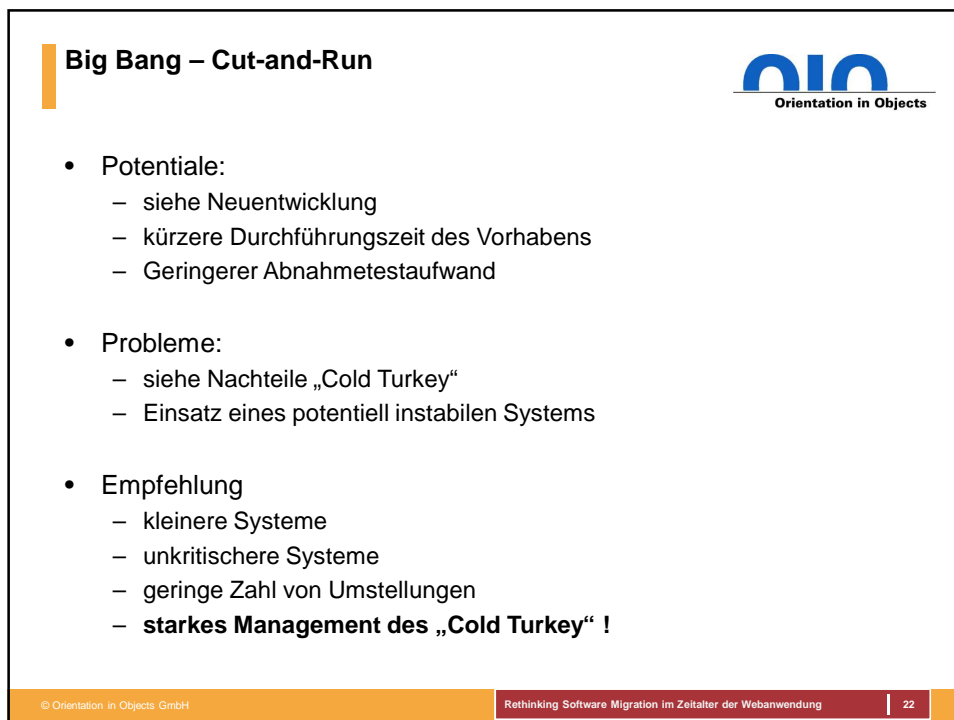 Big Bang – Cut-and-Run
OIO
Orientation in Objects
• Potentiale:
– siehe Neuentwicklung
– kürzere Durchführungszeit des Vorhabens
– Geringerer Abnahmetestaufwand
• Probleme:
– siehe Nachteile „Cold Turkey“
– Einsatz eines potentiell instabilen Systems
• Empfehlung
– kleinere Systeme
– unkritischere Systeme
– geringe Zahl von Umstellungen
– starkes Management des „Cold Turkey“ !
© Orientation in Objects GmbH
Rethinking Software Migration im Zeitalter der Webanwendung
22